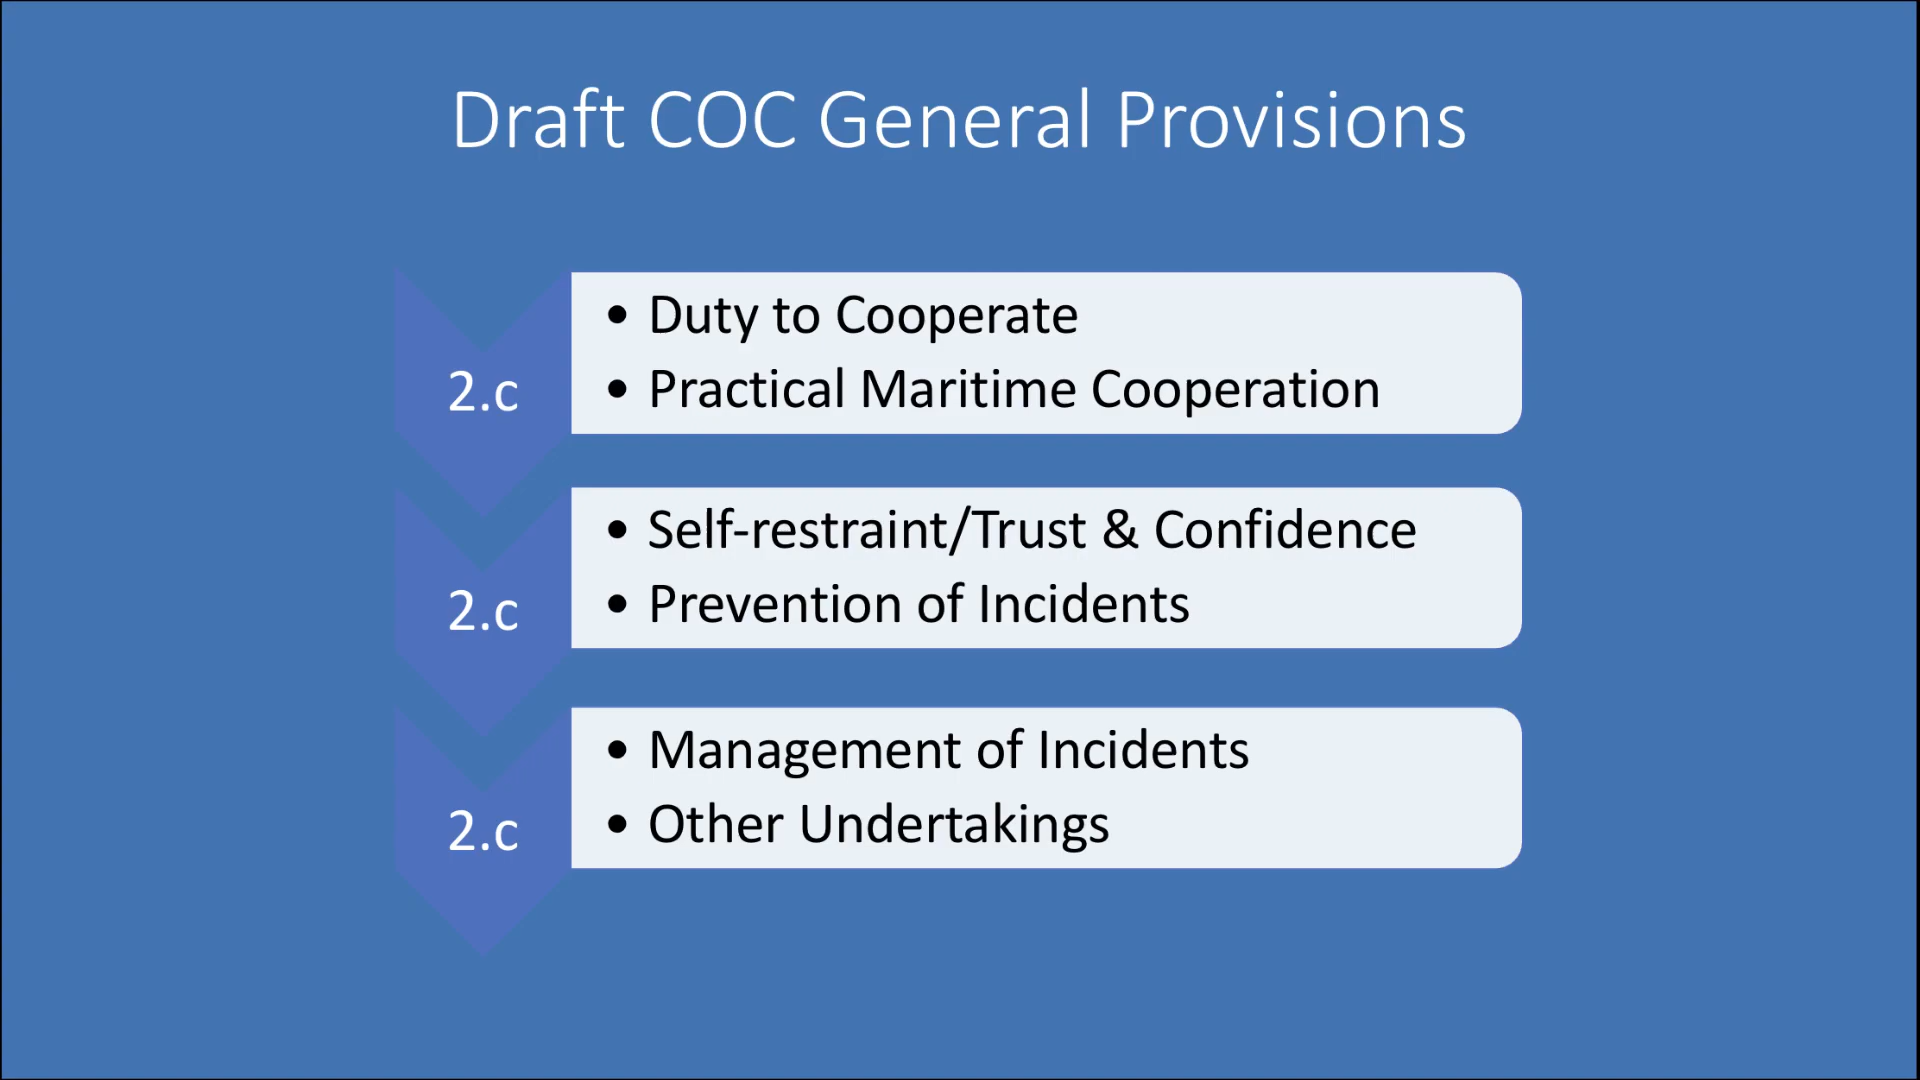 Draft COC General Provisions
2.c
• Duty to Cooperate
• Practical Maritime Cooperation
2.c
• Self-restraint/Trust & Confidence
• Prevention of Incidents
2.c
• Management of Incidents
• Other Undertakings